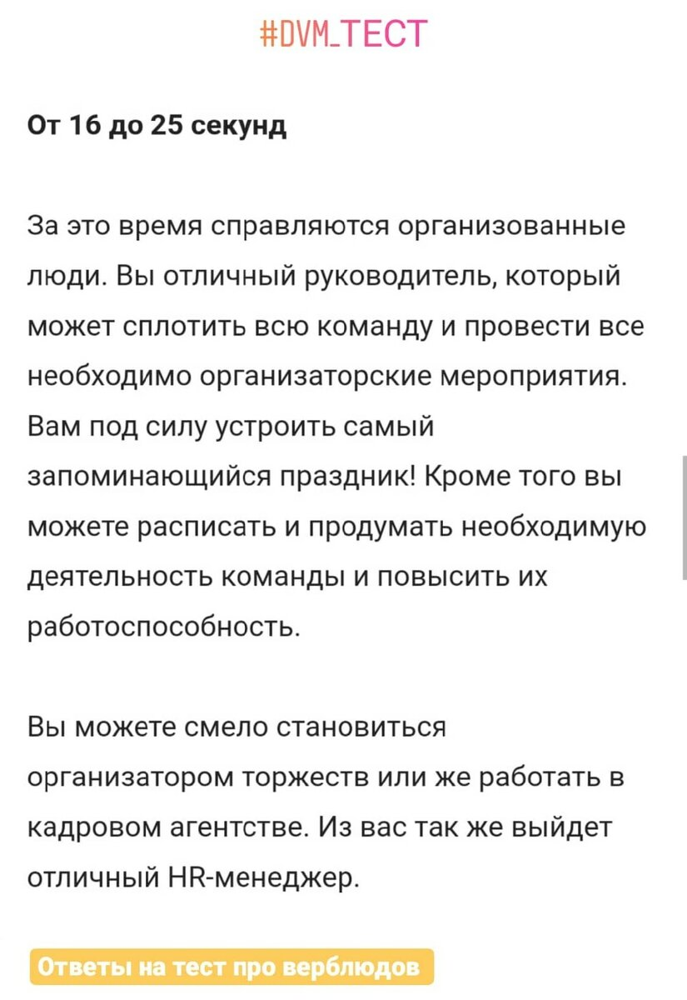 #DVM_ТЕСТ
От 16 до 25 секунд
За это время справляются организованные
люди. Вы отличный руководитель, который
может сплотить всю команду и провести все
необходимо организаторские мероприятия.
Вам под силу устроить самый
запоминающийся праздник! Кроме того вы
можете расписать и продумать необходимую
деятельность команды и повысить их
работоспособность.
Вы можете смело становиться
организатором торжеств или же работать в
кадровом агентстве. Из вас так же выйдет
отличный HR-менеджер.
Ответы на тест про верблюдов